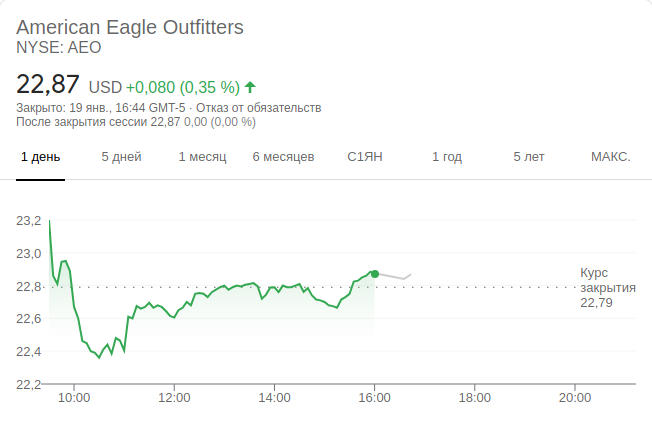 American Eagle Outfitters
NYSE: AEO
22,87 USD +0,080 (0,35 %)
Закрыто: 19 янв., 16:44 GMT-5 · Отказ от обязательств
После закрытия сессии 22,87 0,00 (0,00 %)
1 день 5 дней 1 месяц 6 месяцев С1ЯН 1 год 5 лет МАКС.
23,2
23,0
22,8
22,6
22,4
22,2
Курс
закрытия
22,79
10:00 12:00 14:00 16:00 18:00 20:00